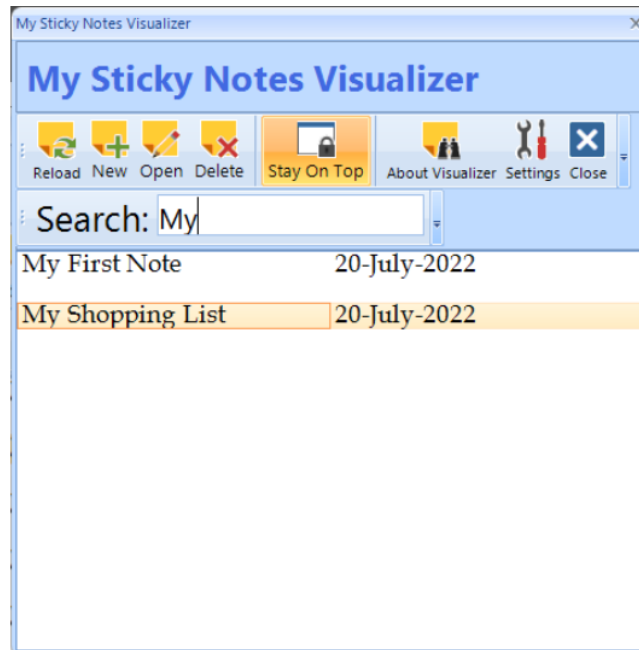 My Sticky Notes Visualizer
My Sticky Notes Visualizer
Reload New Open Delete Stay On Top About Visualizer Settings Close
Search: My
My First Note 20-July-2022
My Shopping List 20-July-2022